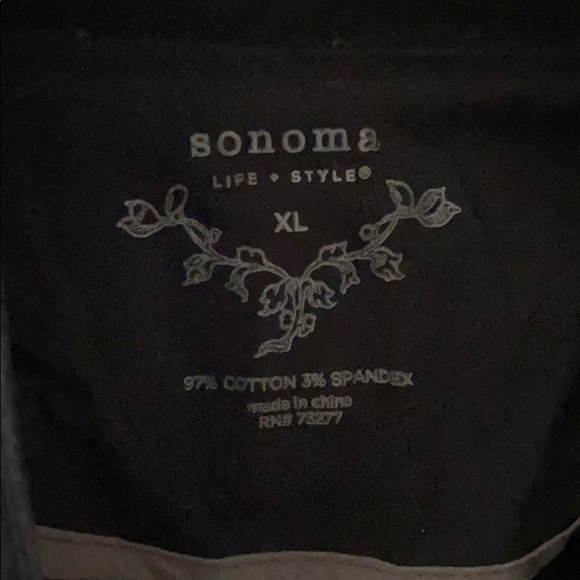 sonoma
LIFE + STYLE®
XL
97% COTTON 3% SPANDEX
made in china
RN# 73277